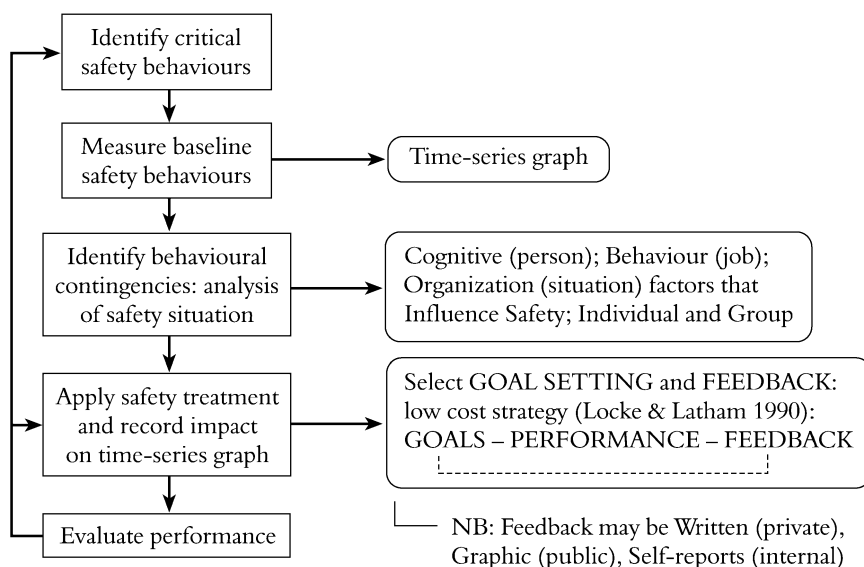 Identify critical
safety behaviours
Measure baseline
safety behaviours
Time-series graph
Identify behavioural
contingencies: analysis
of safety situation
Cognitive (person); Behaviour (job);
Organization (situation) factors that
Influence Safety; Individual and Group
Apply safety treatment
and record impact
on time-series graph
Select GOAL SETTING and FEEDBACK:
low cost strategy (Locke & Latham 1990):
GOALS – PERFORMANCE – FEEDBACK
Evaluate performance
NB: Feedback may be Written (private),
Graphic (public), Self-reports (internal)